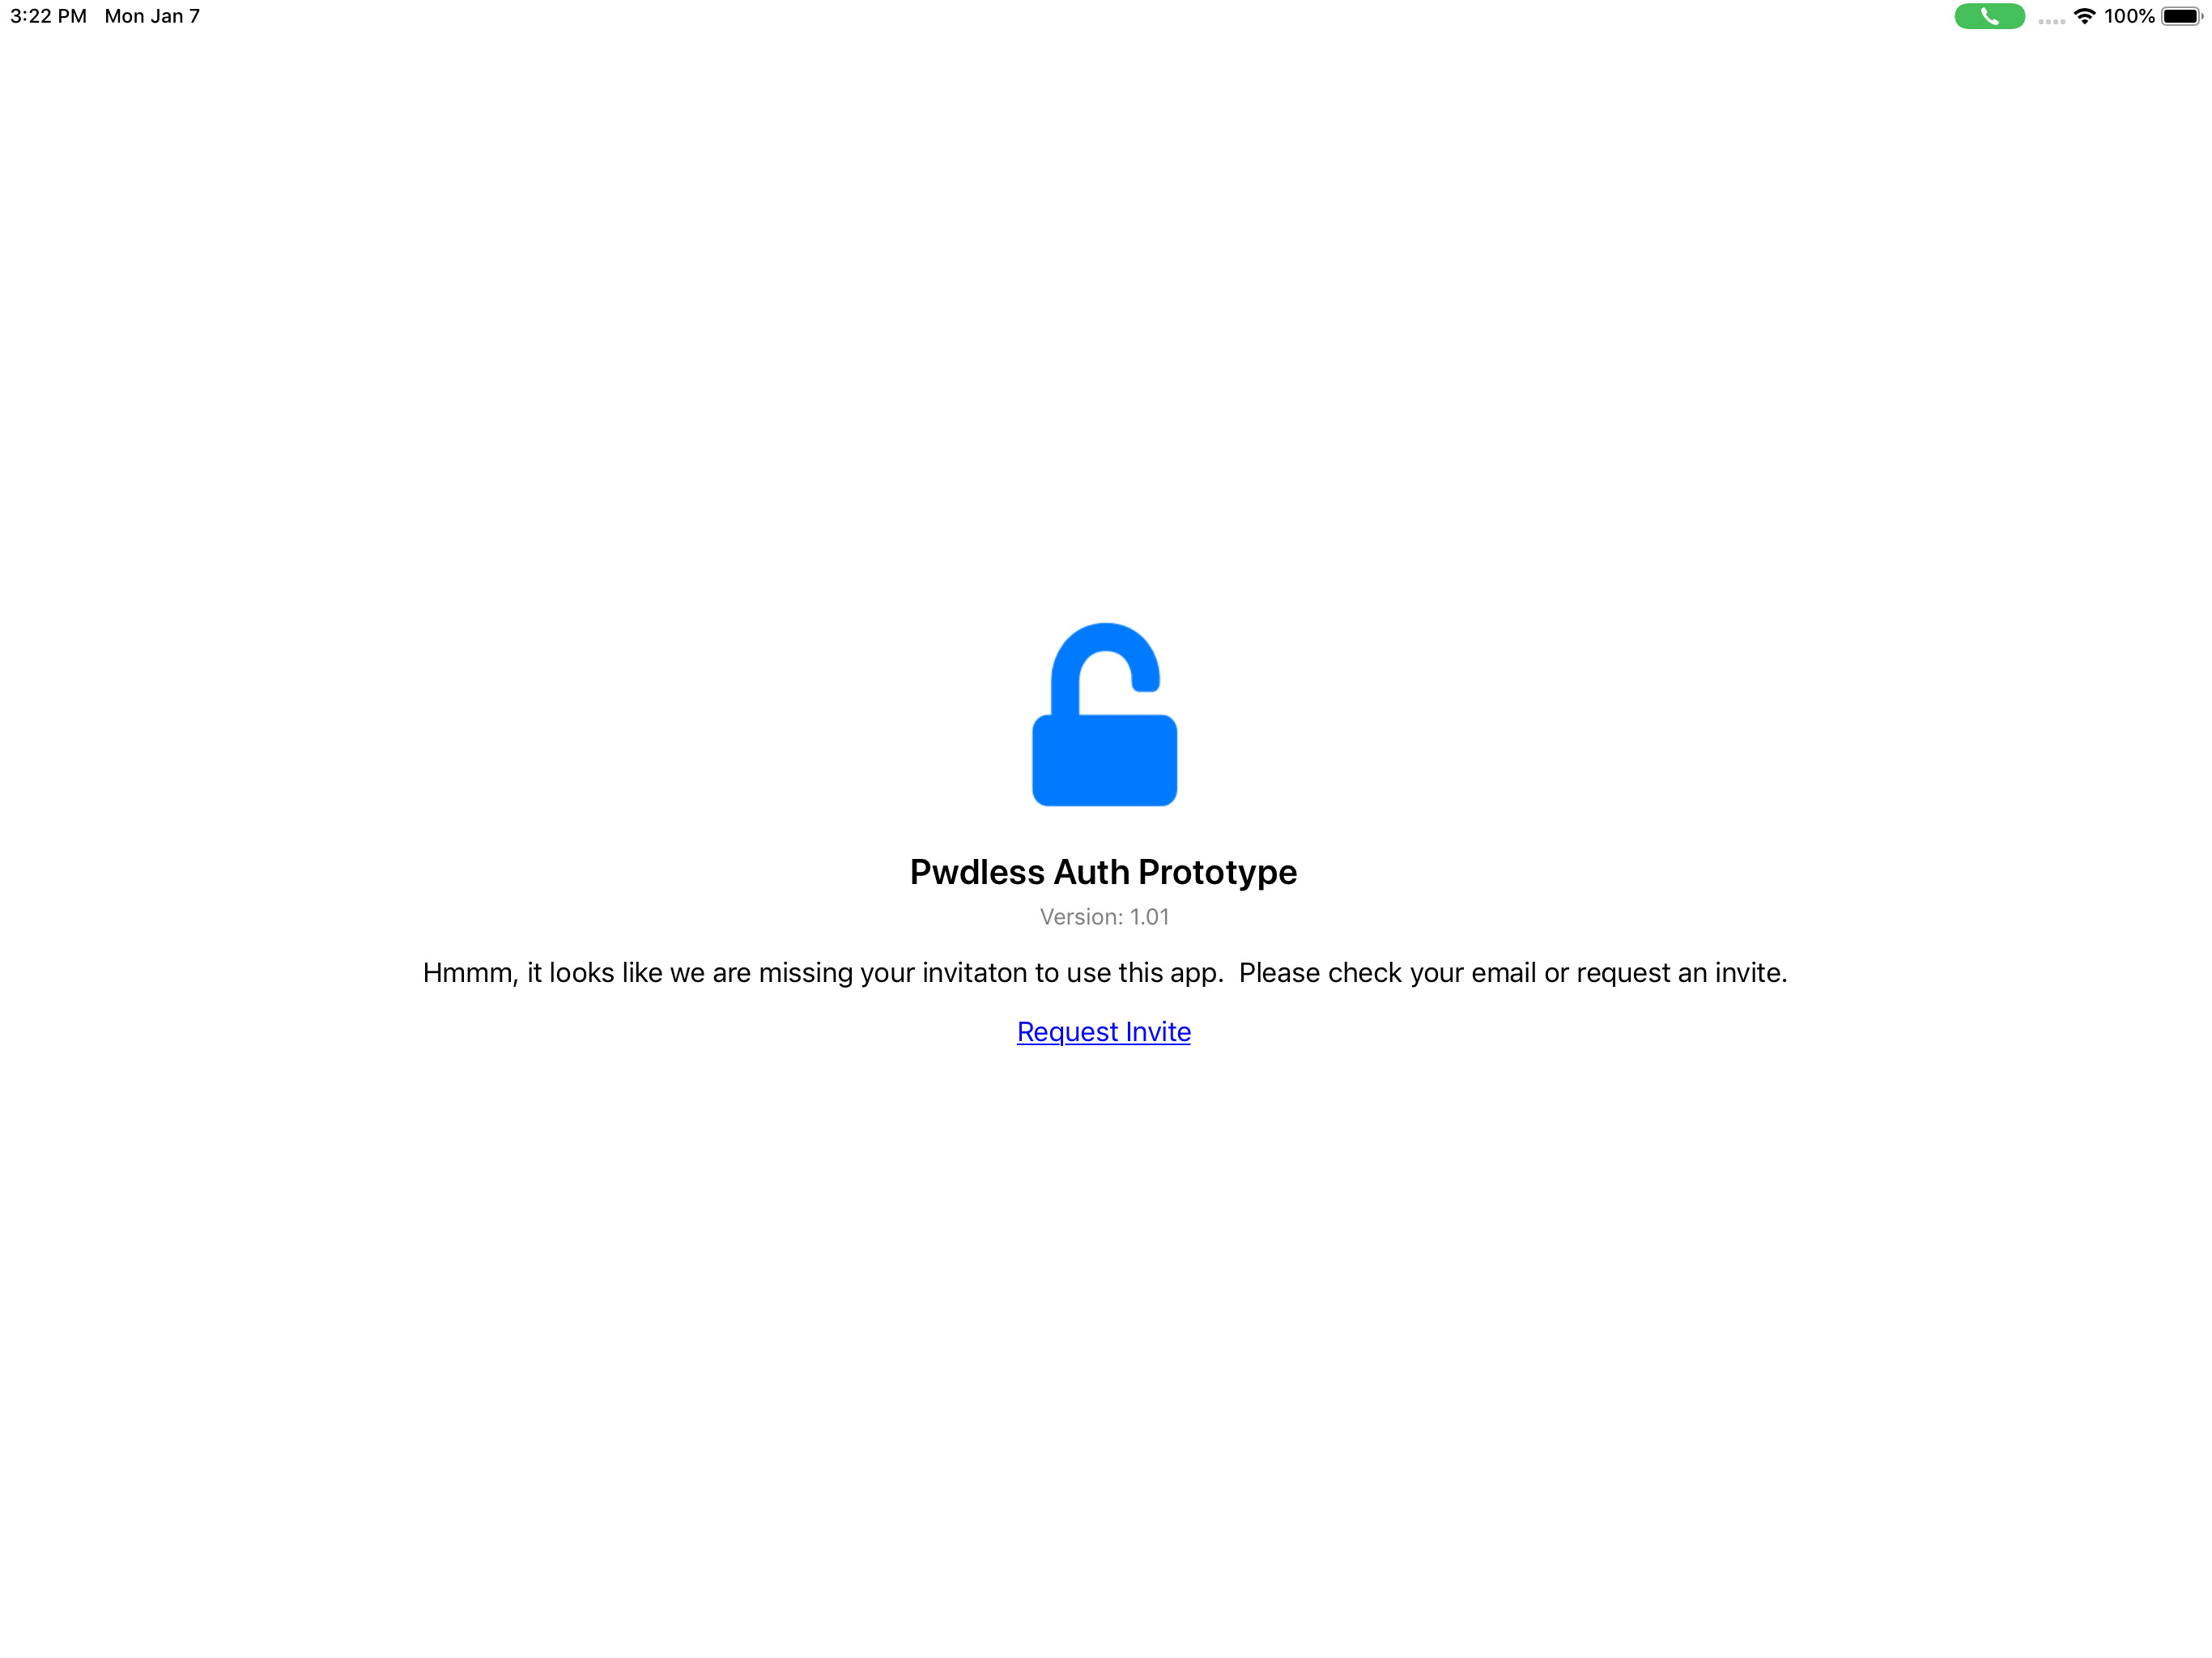 3:22 PM Mon Jan 7
100%
Pwdless Auth Prototype
Version: 1.01
Hmmm, it looks like we are missing your invitaton to use this app.  Please check your email or request an invite.
Request Invite